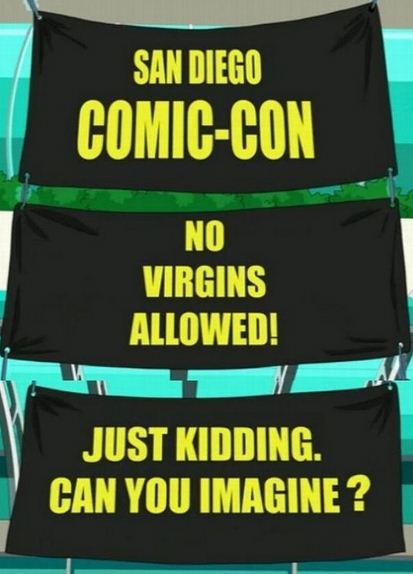 SAN DIEGO
COMIC-CON
NO
VIRGINS
ALLOWED!
JUST KIDDING.
CAN YOU IMAGINE ?